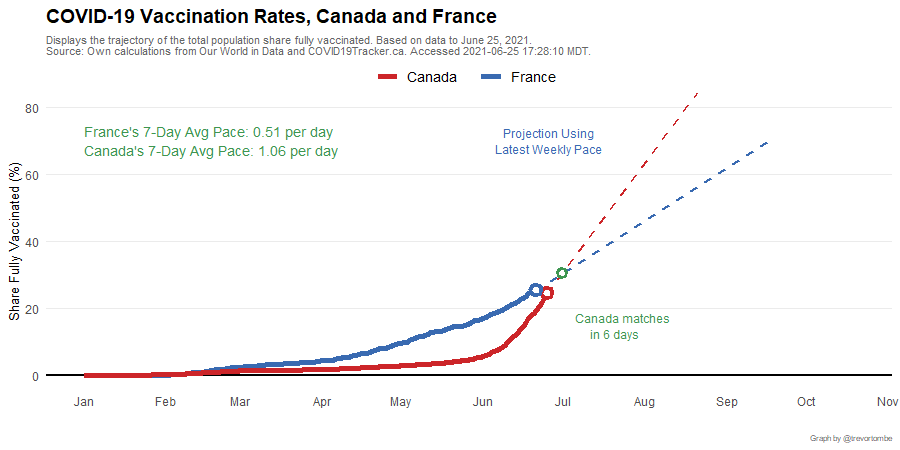 COVID-19 Vaccination Rates, Canada and France
Displays the trajectory of the total population share fully vaccinated. Based on data to June 25, 2021.
Source: Own calculations from Our World in Data and COVID19Tracker.ca. Accessed 2021-06-25 17:28:10 MDT.
Canada France
France's 7-Day Avg Pace: 0.51 per day
Canada's 7-Day Avg Pace: 1.06 per day
Projection Using
Latest Weekly Pace
Canada matches
in 6 days
Share Fully Vaccinated (%)
80
60
40
20
0
Jan Feb Mar Apr May Jun Jul Aug Sep Oct Nov
Graph by @trevortombe